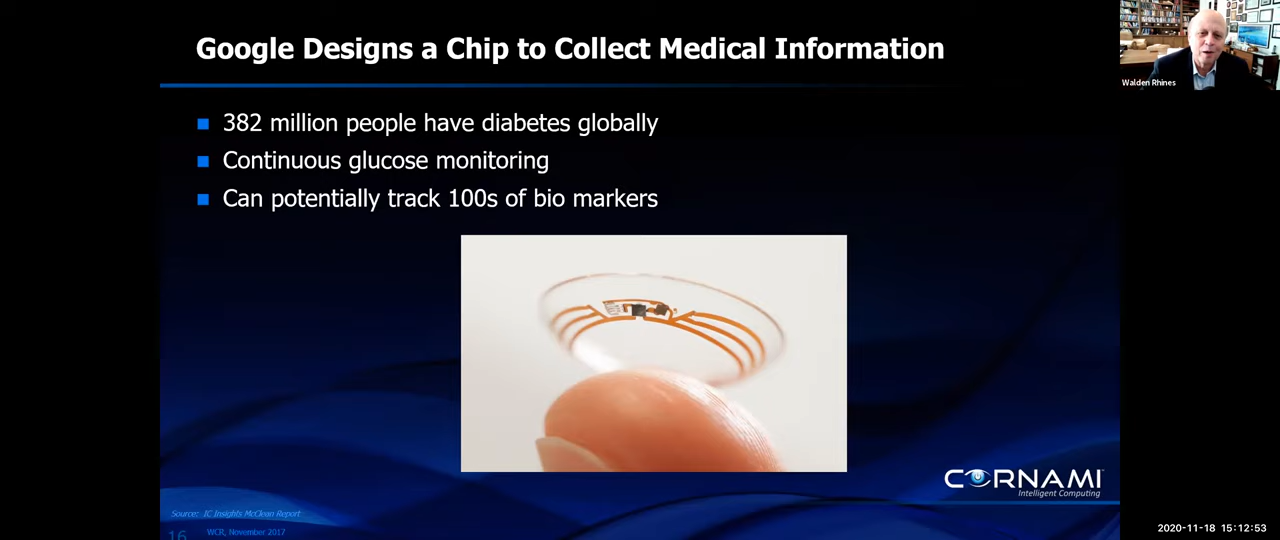 Google Designs a Chip to Collect Medical Information
Walden Rhines
382 million people have diabetes globally
Continuous glucose monitoring
Can potentially track 100s of bio markers
CORNAMI
Intelligent Computing
Source: IC Insights McClean Report
16 WCR, November 2017
2020-11-18 15:12:53